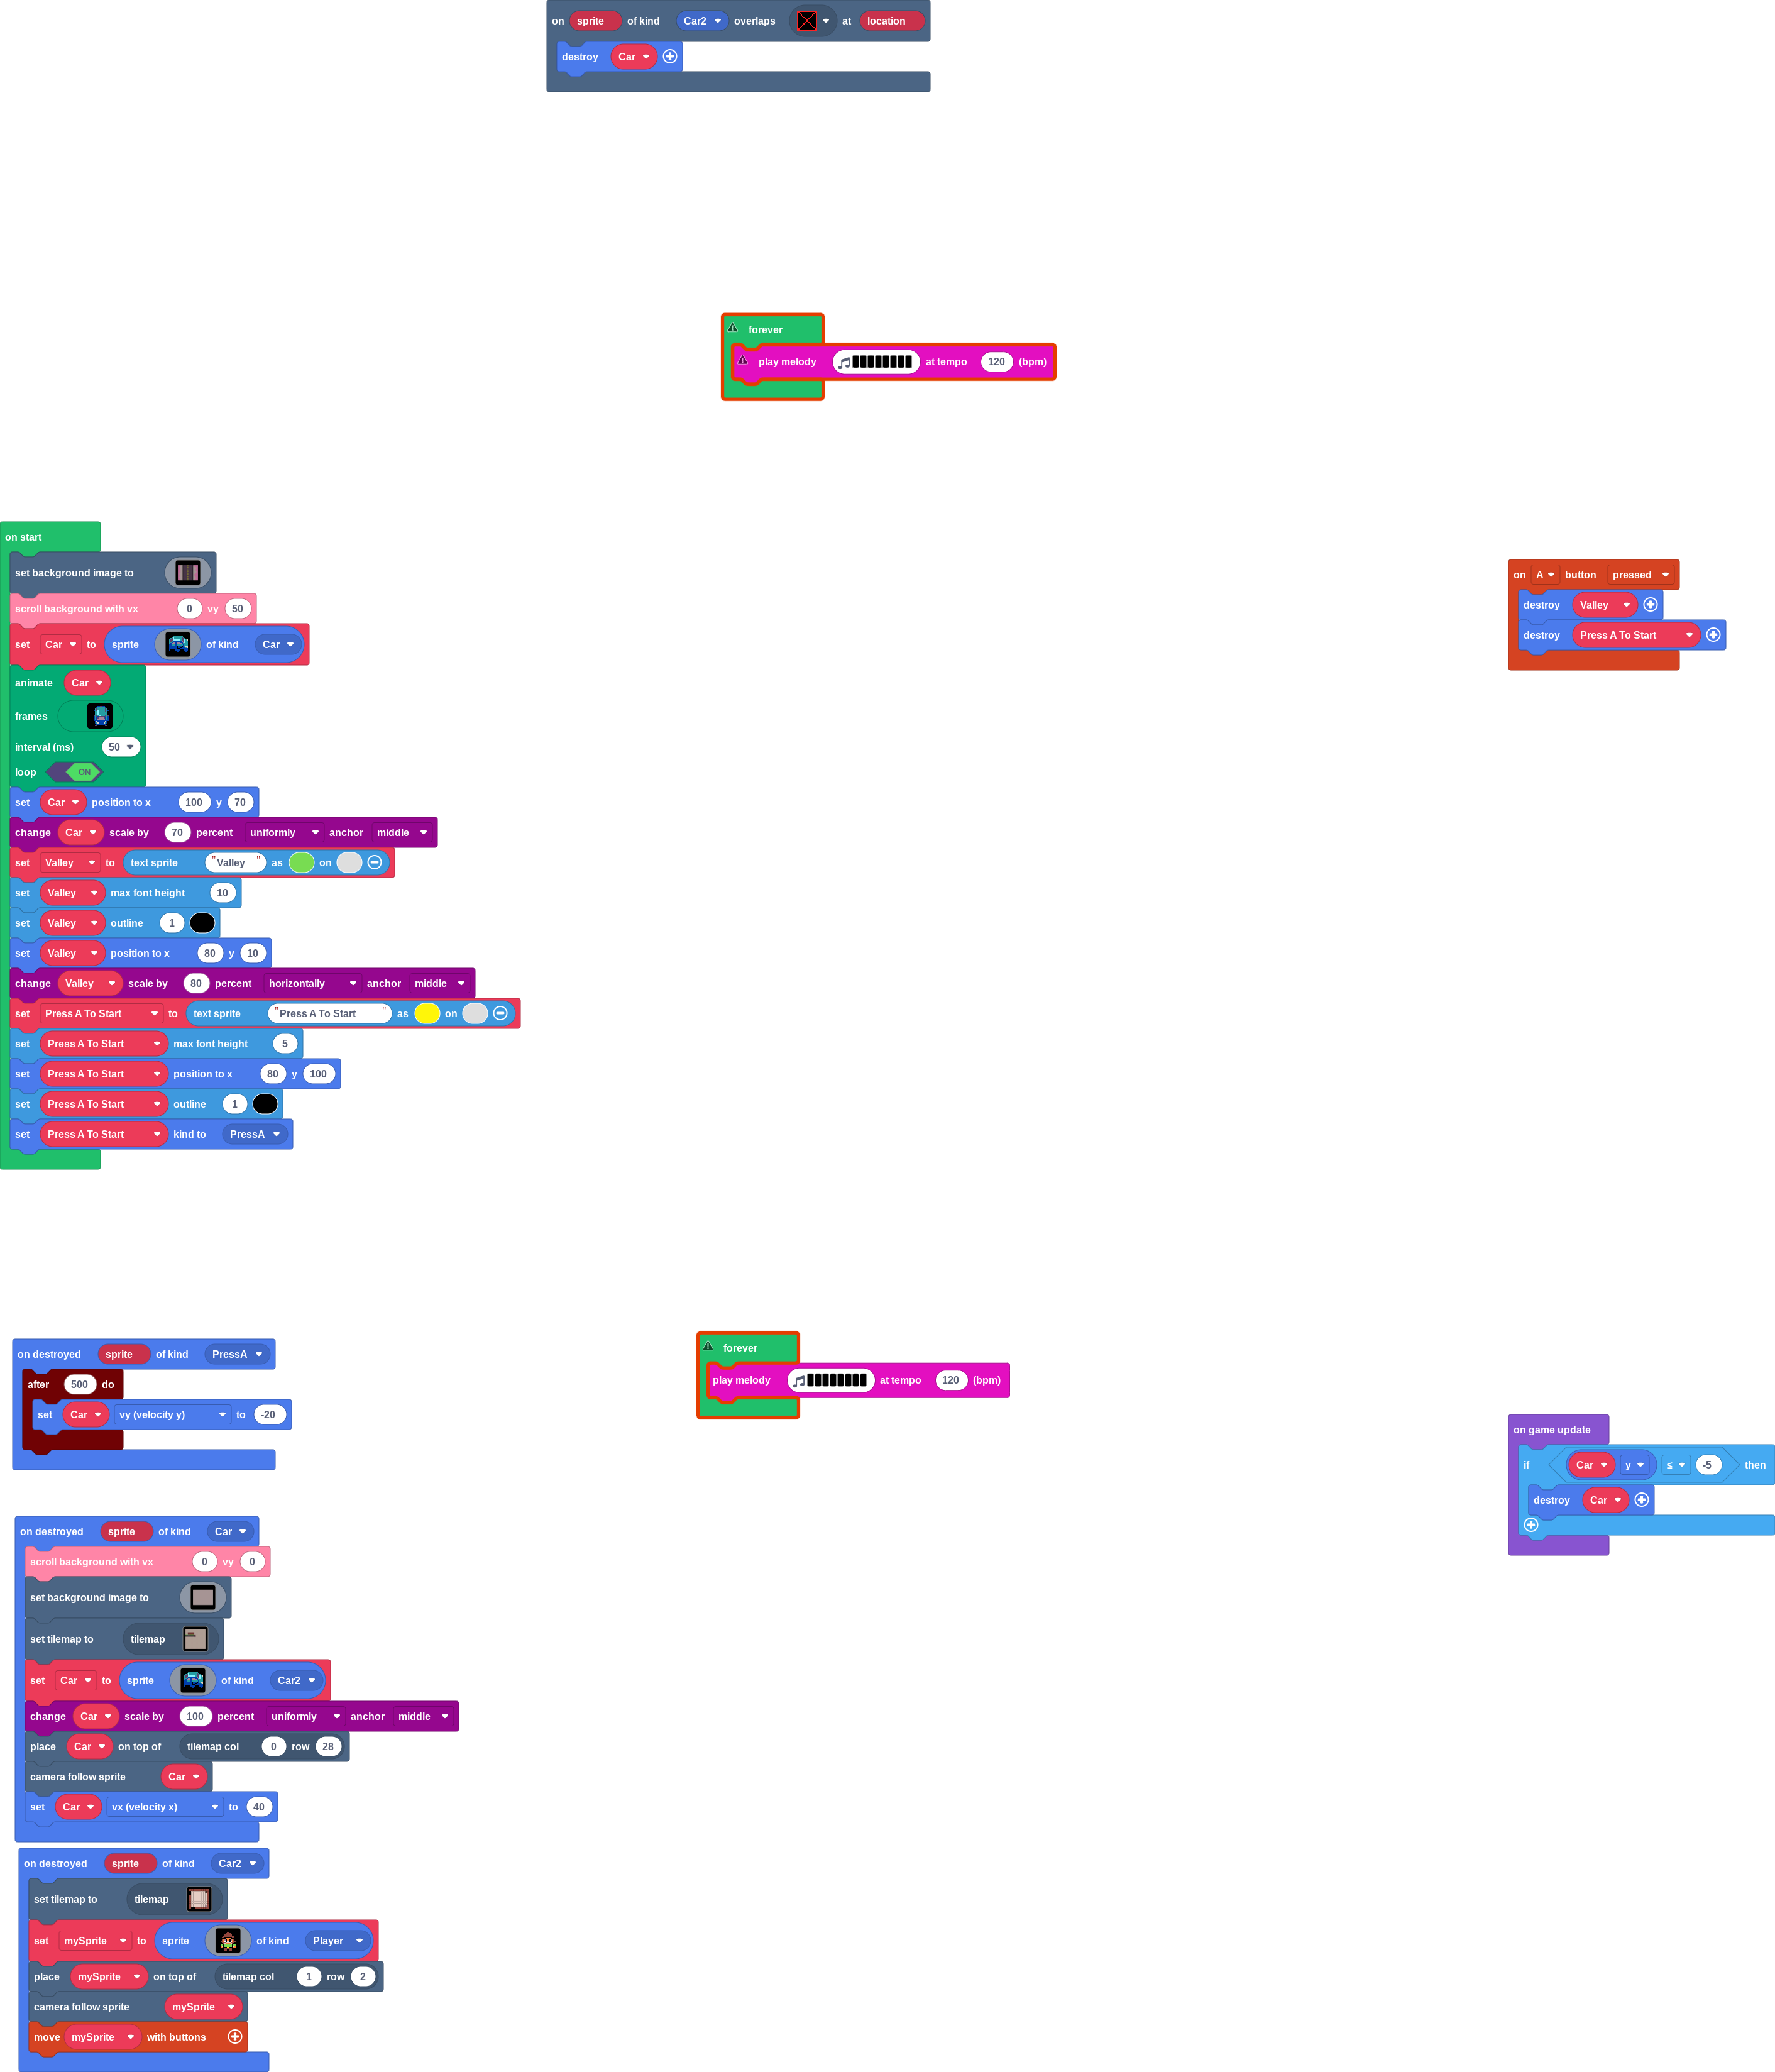 on sprite of kind Car2 overlaps at location
destroy Car
forever
play melody at tempo 120 (bpm)
on start
set background image to
scroll background with vx 0 vy 50
set Car to sprite of kind Car
animate Car
frames
interval (ms) 50
loop ON
set Car position to x 100 y 70
change Car scale by 70 percent uniformly anchor middle
set Valley to text sprite "Valley" as on
set Valley max font height 10
set Valley outline 1
set Valley position to x 80 y 10
change Valley scale by 80 percent horizontally anchor middle
set Press A To Start to text sprite "Press A To Start" as on
set Press A To Start max font height 5
set Press A To Start position to x 80 y 100
set Press A To Start outline 1
set Press A To Start kind to PressA
on A button pressed
destroy Valley
destroy Press A To Start
on destroyed sprite of kind PressA
after 500 do
set Car vy (velocity y) to -20
forever
play melody at tempo 120 (bpm)
on game update
if Car y ≤ -5 then
destroy Car
on destroyed sprite of kind Car
scroll background with vx 0 vy 0
set background image to
set tilemap to tilemap
set Car to sprite of kind Car2
change Car scale by 100 percent uniformly anchor middle
place Car on top of tilemap col 0 row 28
camera follow sprite Car
set Car vx (velocity x) to 40
on destroyed sprite of kind Car2
set tilemap to tilemap
set mySprite to sprite of kind Player
place mySprite on top of tilemap col 1 row 2
camera follow sprite mySprite
move mySprite with buttons